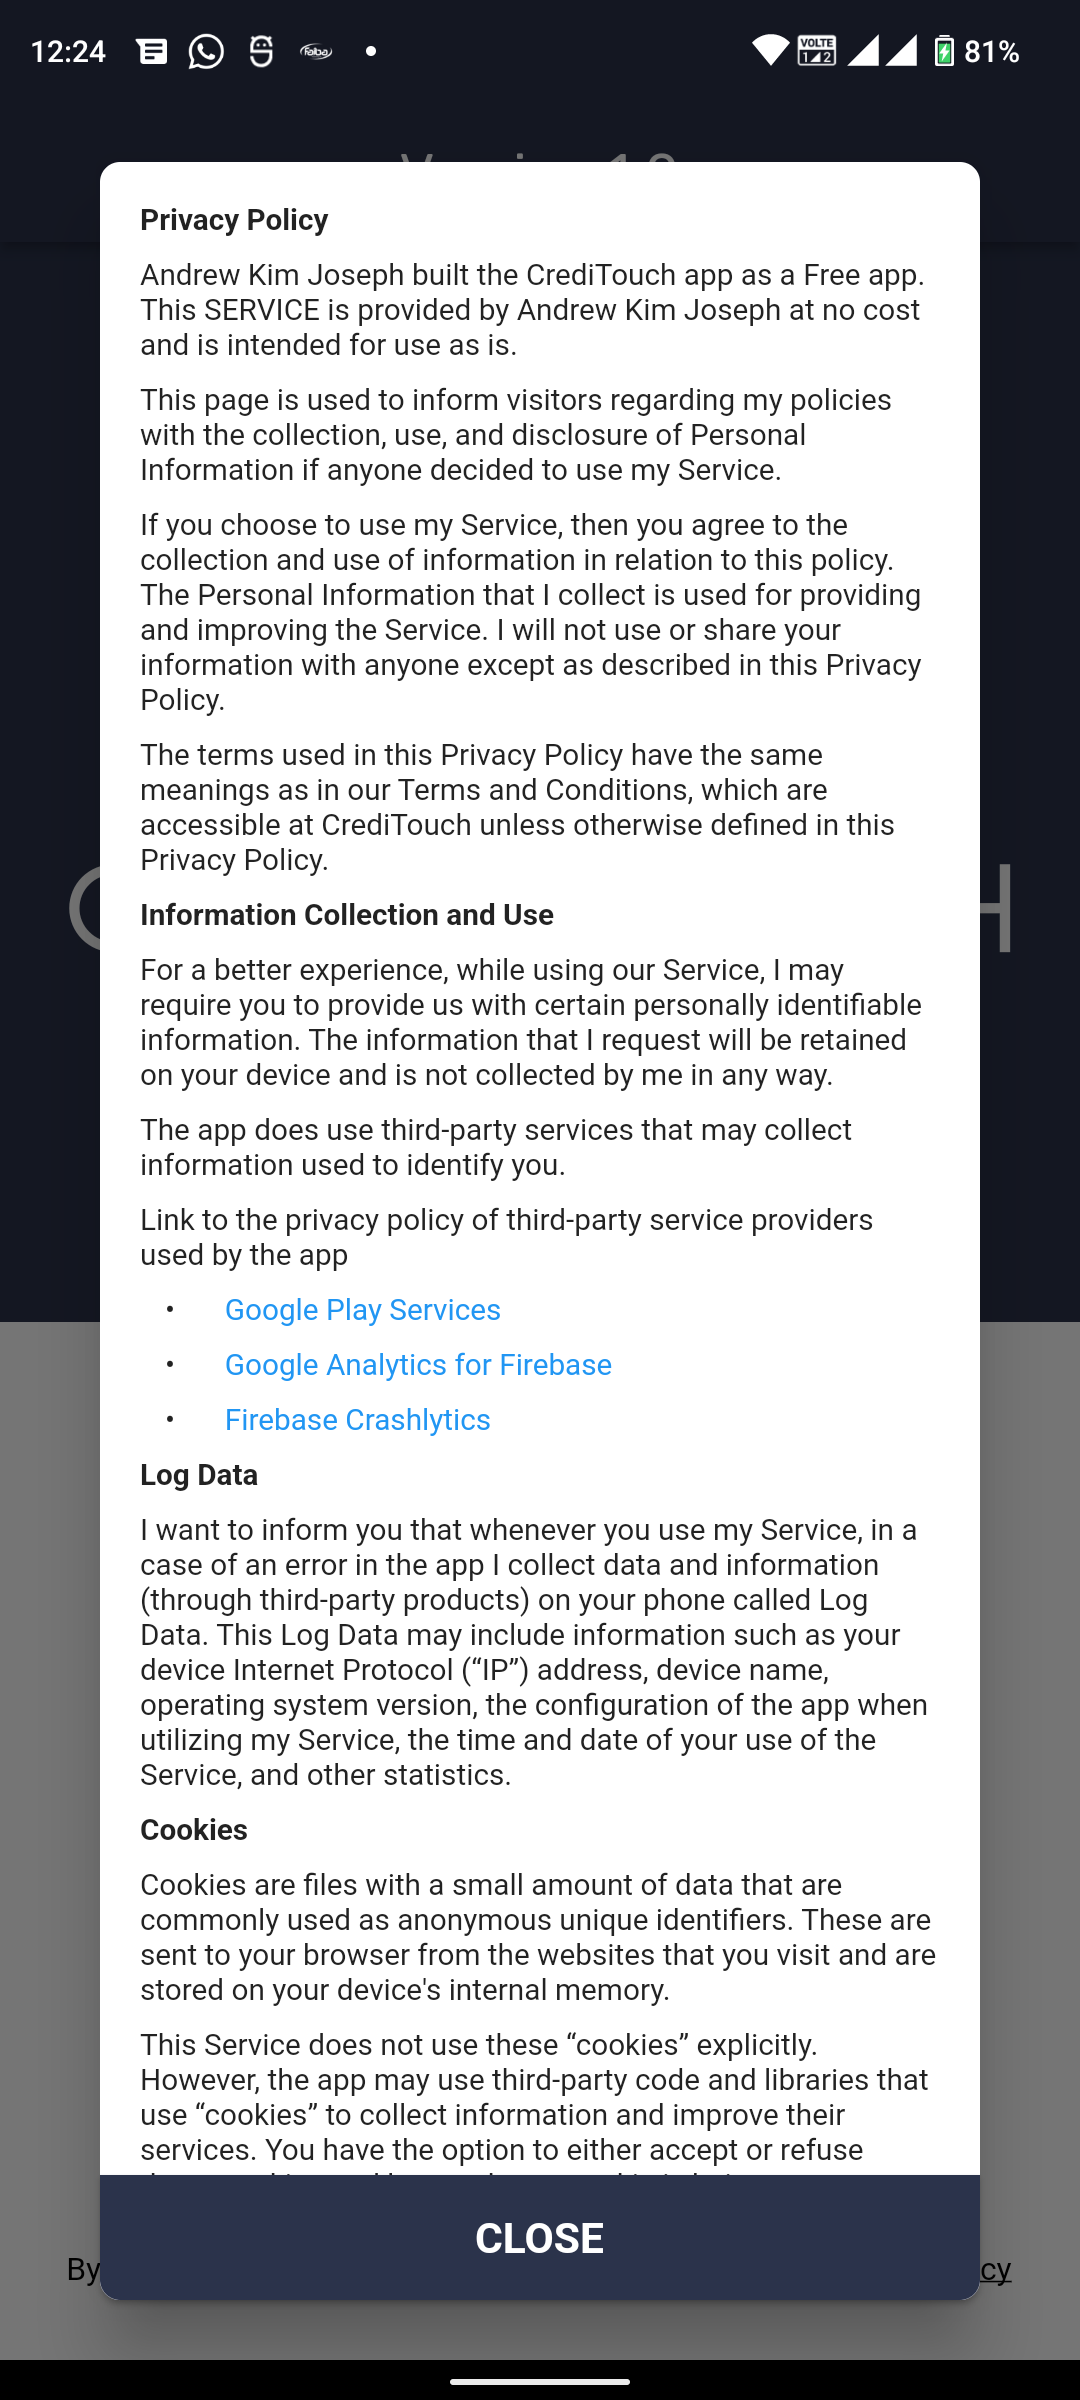 12:24
Faiba
VOLTE
1 2
81%
Privacy Policy
Andrew Kim Joseph built the CrediTouch app as a Free app.
This SERVICE is provided by Andrew Kim Joseph at no cost
and is intended for use as is.
This page is used to inform visitors regarding my policies
with the collection, use, and disclosure of Personal
Information if anyone decided to use my Service.
If you choose to use my Service, then you agree to the
collection and use of information in relation to this policy.
The Personal Information that I collect is used for providing
and improving the Service. I will not use or share your
information with anyone except as described in this Privacy
Policy.
The terms used in this Privacy Policy have the same
meanings as in our Terms and Conditions, which are
accessible at CrediTouch unless otherwise defined in this
Privacy Policy.
Information Collection and Use
For a better experience, while using our Service, I may
require you to provide us with certain personally identifiable
information. The information that I request will be retained
on your device and is not collected by me in any way.
The app does use third-party services that may collect
information used to identify you.
Link to the privacy policy of third-party service providers
used by the app
• Google Play Services
• Google Analytics for Firebase
• Firebase Crashlytics
Log Data
I want to inform you that whenever you use my Service, in a
case of an error in the app I collect data and information
(through third-party products) on your phone called Log
Data. This Log Data may include information such as your
device Internet Protocol (“IP”) address, device name,
operating system version, the configuration of the app when
utilizing my Service, the time and date of your use of the
Service, and other statistics.
Cookies
Cookies are files with a small amount of data that are
commonly used as anonymous unique identifiers. These are
sent to your browser from the websites that you visit and are
stored on your device's internal memory.
This Service does not use these “cookies” explicitly.
However, the app may use third-party code and libraries that
use “cookies” to collect information and improve their
services. You have the option to either accept or refuse
CLOSE
By
cy